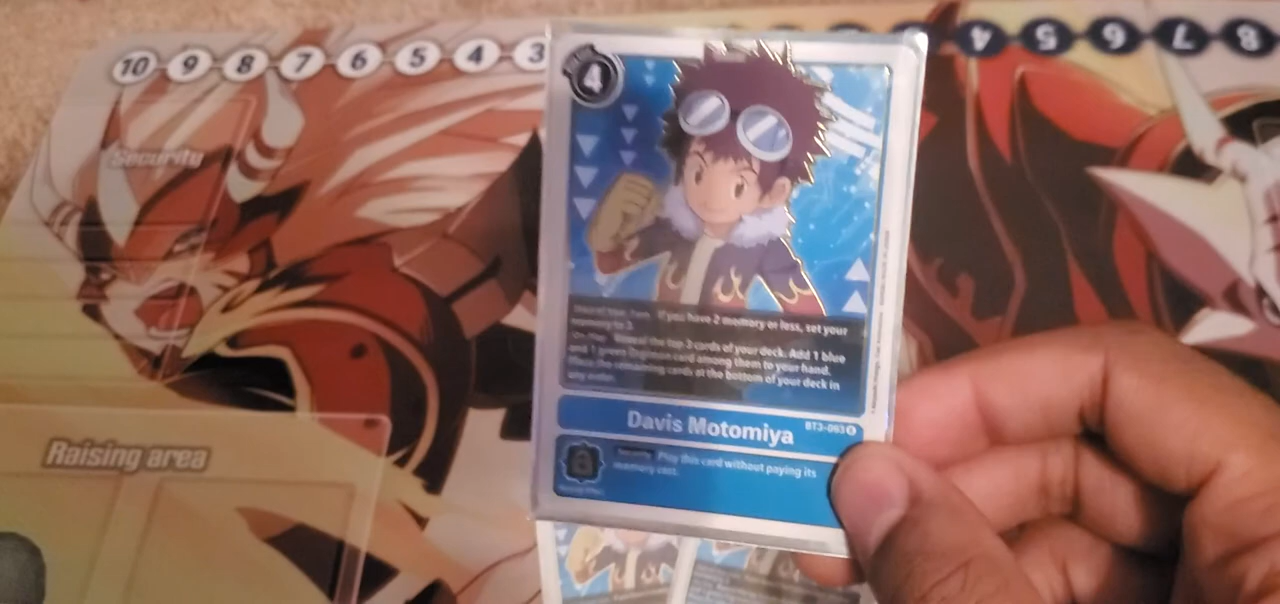 10 9 8 7 6 5 4 3
4 5 6 7 8
Security
4
If you have 2 memory or less, set your
memory to 3.
Reveal the top 3 cards of your deck. Add 1 blue
and 1 green Digimon card among them to your hand.
Place the remaining cards at the bottom of your deck in
any order.
Davis Motomiya
BT3-093 R
Raising area
Security Play this card without paying its
memory cost.